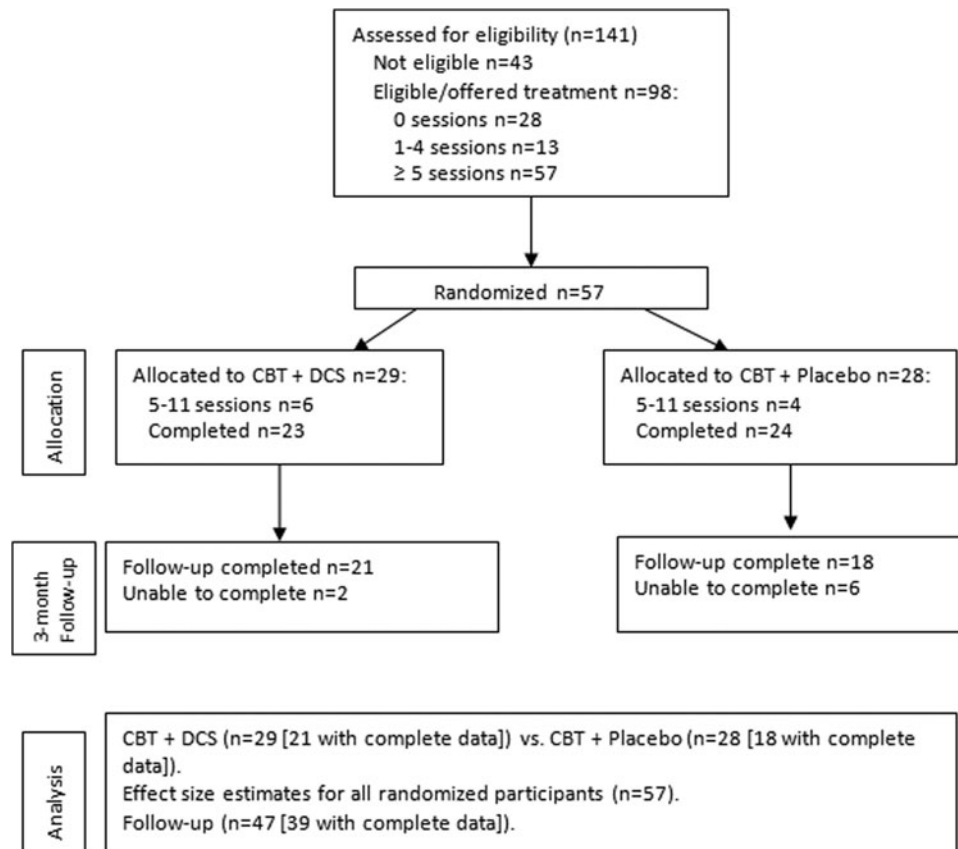 Assessed for eligibility (n=141)
Not eligible n=43
Eligible/offered treatment n=98:
0 sessions n=28
1-4 sessions n=13
≥ 5 sessions n=57
Randomized n=57
Allocation
Allocated to CBT + DCS n=29:
5-11 sessions n=6
Completed n=23
Allocated to CBT + Placebo n=28:
5-11 sessions n=4
Completed n=24
3-month
Follow-up
Follow-up completed n=21
Unable to complete n=2
Follow-up complete n=18
Unable to complete n=6
Analysis
CBT + DCS (n=29 [21 with complete data]) vs. CBT + Placebo (n=28 [18 with complete
data]).
Effect size estimates for all randomized participants (n=57).
Follow-up (n=47 [39 with complete data]).